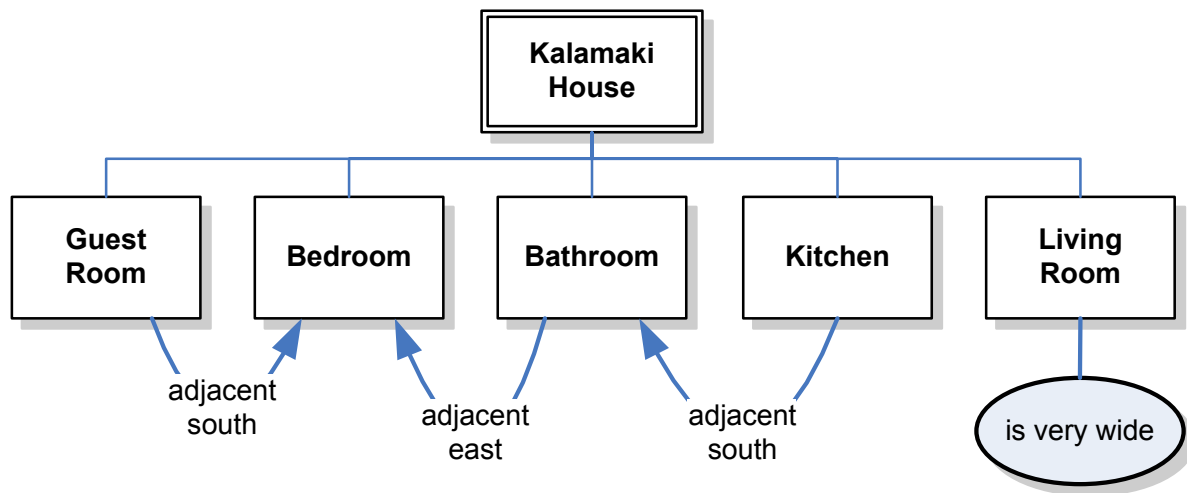 Kalamaki
House
Guest
Room
Bedroom
Bathroom
Kitchen
Living
Room
adjacent
south
adjacent
east
adjacent
south
is very wide